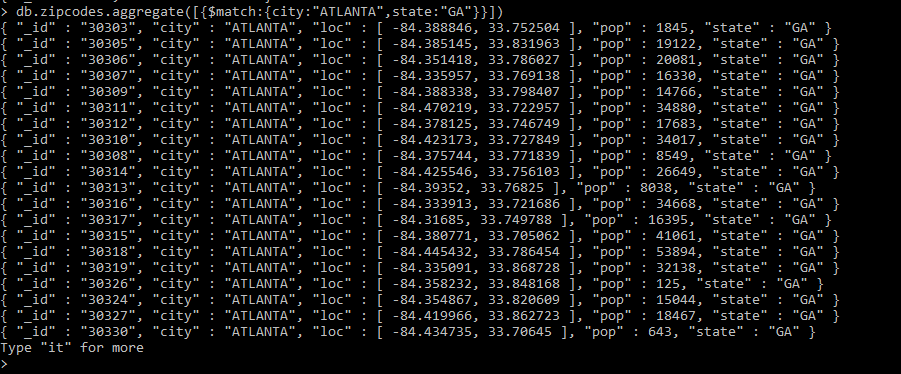 > db.zipcodes.aggregate([{$match:{city:"ATLANTA",state:"GA"}}])
{ "_id" : "30303", "city" : "ATLANTA", "loc" : [ -84.388846, 33.752504 ], "pop" : 1845, "state" : "GA" }
{ "_id" : "30305", "city" : "ATLANTA", "loc" : [ -84.385145, 33.831963 ], "pop" : 19122, "state" : "GA" }
{ "_id" : "30306", "city" : "ATLANTA", "loc" : [ -84.351418, 33.786027 ], "pop" : 20081, "state" : "GA" }
{ "_id" : "30307", "city" : "ATLANTA", "loc" : [ -84.335957, 33.769138 ], "pop" : 16330, "state" : "GA" }
{ "_id" : "30309", "city" : "ATLANTA", "loc" : [ -84.388338, 33.798407 ], "pop" : 14766, "state" : "GA" }
{ "_id" : "30311", "city" : "ATLANTA", "loc" : [ -84.470219, 33.722957 ], "pop" : 34880, "state" : "GA" }
{ "_id" : "30312", "city" : "ATLANTA", "loc" : [ -84.378125, 33.746749 ], "pop" : 17683, "state" : "GA" }
{ "_id" : "30310", "city" : "ATLANTA", "loc" : [ -84.423173, 33.727849 ], "pop" : 34017, "state" : "GA" }
{ "_id" : "30308", "city" : "ATLANTA", "loc" : [ -84.375744, 33.771839 ], "pop" : 8549, "state" : "GA" }
{ "_id" : "30314", "city" : "ATLANTA", "loc" : [ -84.425546, 33.756103 ], "pop" : 26649, "state" : "GA" }
{ "_id" : "30313", "city" : "ATLANTA", "loc" : [ -84.39352, 33.76825 ], "pop" : 8038, "state" : "GA" }
{ "_id" : "30316", "city" : "ATLANTA", "loc" : [ -84.333913, 33.721686 ], "pop" : 34668, "state" : "GA" }
{ "_id" : "30317", "city" : "ATLANTA", "loc" : [ -84.31685, 33.749788 ], "pop" : 16395, "state" : "GA" }
{ "_id" : "30315", "city" : "ATLANTA", "loc" : [ -84.380771, 33.705062 ], "pop" : 41061, "state" : "GA" }
{ "_id" : "30318", "city" : "ATLANTA", "loc" : [ -84.445432, 33.786454 ], "pop" : 53894, "state" : "GA" }
{ "_id" : "30319", "city" : "ATLANTA", "loc" : [ -84.335091, 33.868728 ], "pop" : 32138, "state" : "GA" }
{ "_id" : "30326", "city" : "ATLANTA", "loc" : [ -84.358232, 33.848168 ], "pop" : 125, "state" : "GA" }
{ "_id" : "30324", "city" : "ATLANTA", "loc" : [ -84.354867, 33.820609 ], "pop" : 15044, "state" : "GA" }
{ "_id" : "30327", "city" : "ATLANTA", "loc" : [ -84.419966, 33.862723 ], "pop" : 18467, "state" : "GA" }
{ "_id" : "30330", "city" : "ATLANTA", "loc" : [ -84.434735, 33.70645 ], "pop" : 643, "state" : "GA" }
Type "it" for more
>